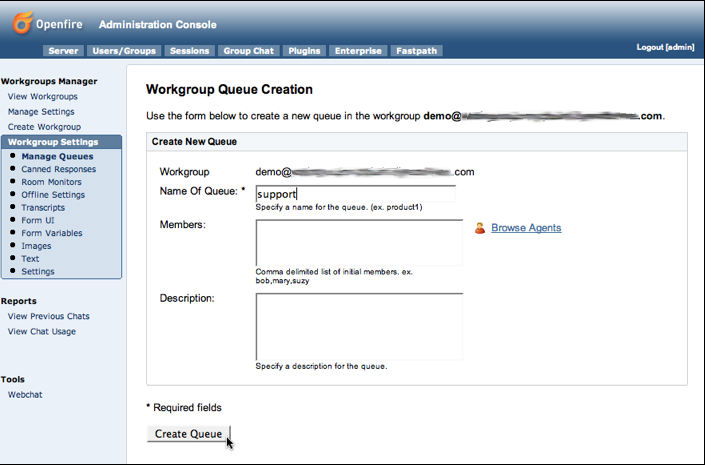 Openfire Administration Console
Server Users/Groups Sessions Group Chat Plugins Enterprise Fastpath
Logout [admin]
Workgroups Manager
View Workgroups
Manage Settings
Create Workgroup
Workgroup Settings
Manage Queues
Canned Responses
Room Monitors
Offline Settings
Transcripts
Form UI
Form Variables
Images
Text
Settings
Reports
View Previous Chats
View Chat Usage
Tools
Webchat
Workgroup Queue Creation
Use the form below to create a new queue in the workgroup demo@ .com.
Create New Queue
Workgroup demo@ .com
Name Of Queue: * support
Specify a name for the queue. (ex. product1)
Members:
Browse Agents
Comma delimited list of initial members. ex.
bob,mary,suzy
Description:
Specify a description for the queue.
* Required fields
Create Queue